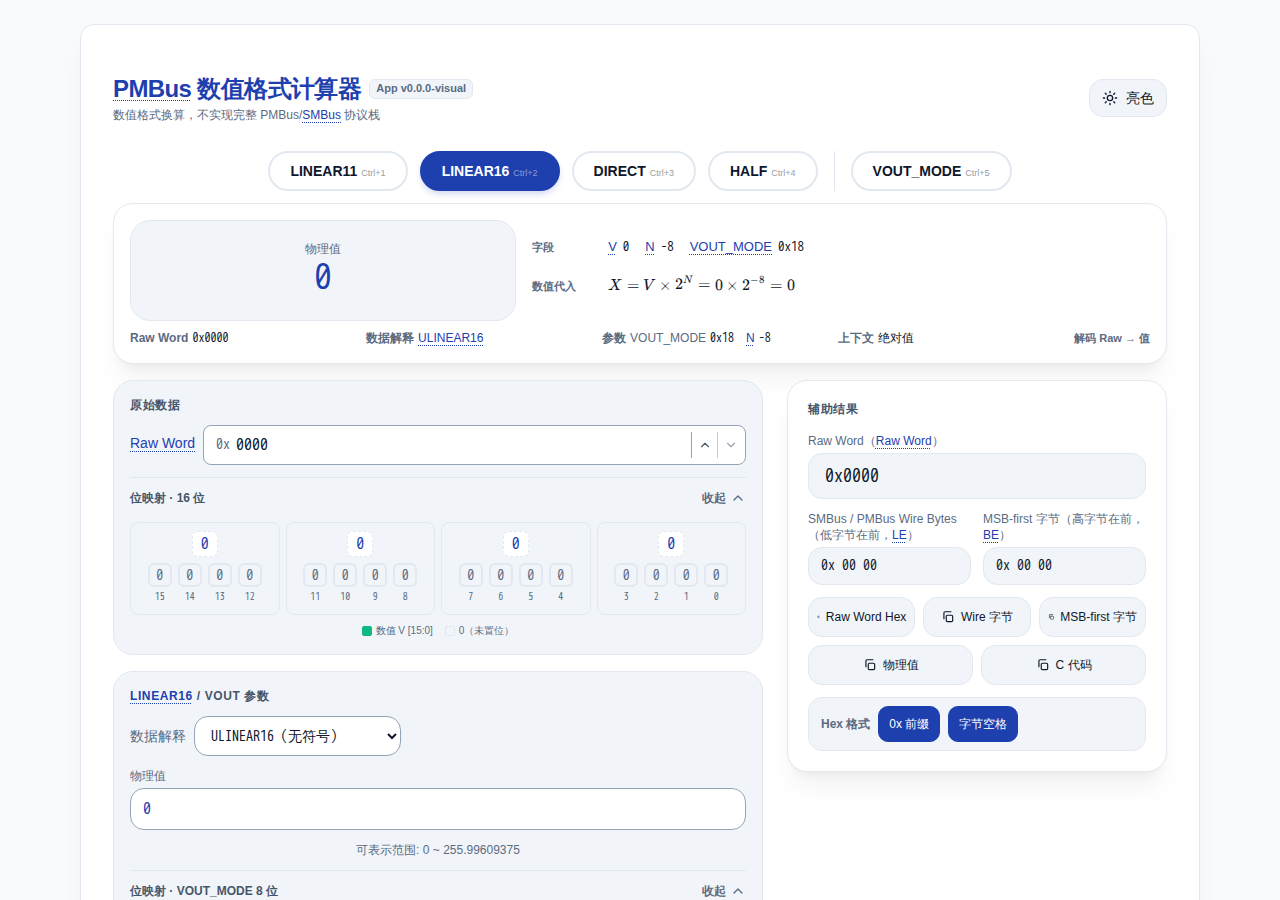 PMBus 数值格式计算器 App v0.0.0-visual
数值格式换算，不实现完整 PMBus/SMBus 协议栈
亮色
LINEAR11 Ctrl+1 LINEAR16 Ctrl+2 DIRECT Ctrl+3 HALF Ctrl+4 VOUT_MODE Ctrl+5
物理值
0
字段 V 0 N -8 VOUT_MODE 0x18
数值代入 X = V × 2^N = 0 × 2^−8 = 0
Raw Word 0x0000 数据解释 ULINEAR16 参数 VOUT_MODE 0x18 N -8 上下文 绝对值 解码 Raw → 值
原始数据
Raw Word 0x 0000
位映射 · 16 位 收起
0 0 0 0
0 0 0 0 0 0 0 0 0 0 0 0 0 0 0 0
15 14 13 12 11 10 9 8 7 6 5 4 3 2 1 0
数值 V [15:0] 0（未置位）
LINEAR16 / VOUT 参数
数据解释 ULINEAR16 (无符号)
物理值
0
可表示范围: 0 ~ 255.99609375
位映射 · VOUT_MODE 8 位 收起
辅助结果
Raw Word（Raw Word）
0x0000
SMBus / PMBus Wire Bytes
（低字节在前，LE）
0x 00 00
MSB-first 字节（高字节在前，
BE）
0x 00 00
Raw Word Hex Wire 字节 MSB-first 字节
物理值 C 代码
Hex 格式 0x 前缀 字节空格